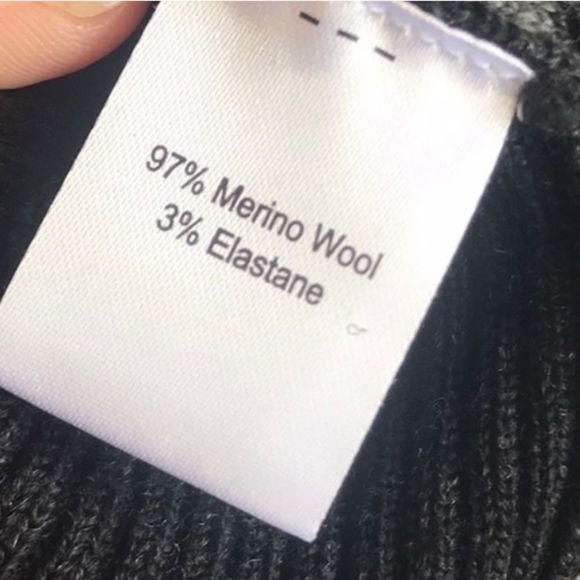 ---
97% Merino Wool
3% Elastane